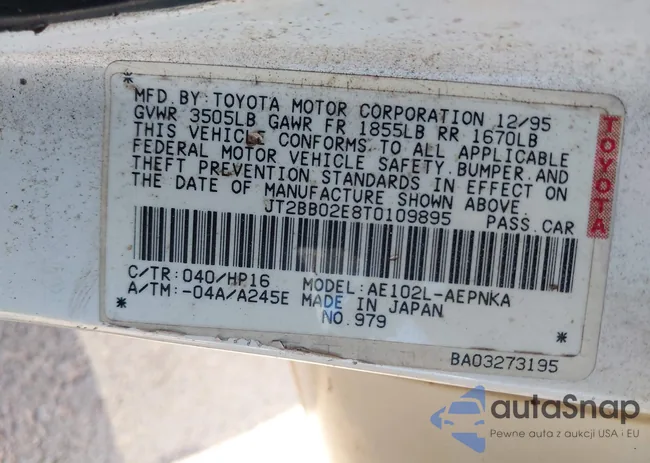 *
MFD.BY:TOYOTA MOTOR CORPORATION 12/95
GVWR 3505LB GAWR FR 1855LB RR 1670LB
THIS VEHICLE CONFORMS TO ALL APPLICABLE
FEDERAL MOTOR VEHICLE SAFETY,BUMPER,AND
THEFT PREVENTION STANDARDS IN EFFECT ON
THE DATE OF MANUFACTURE SHOWN ABOVE.
JT2BB02E8T0109895 PASS.CAR
TOYOTA
C/TR:040/HP16 MODEL:AE102L-AEPNKA
A/TM:-04A/A245E MADE IN JAPAN
* NO.979 *
BA03273195
autaSnap
Pewne auta z aukcji USA i EU